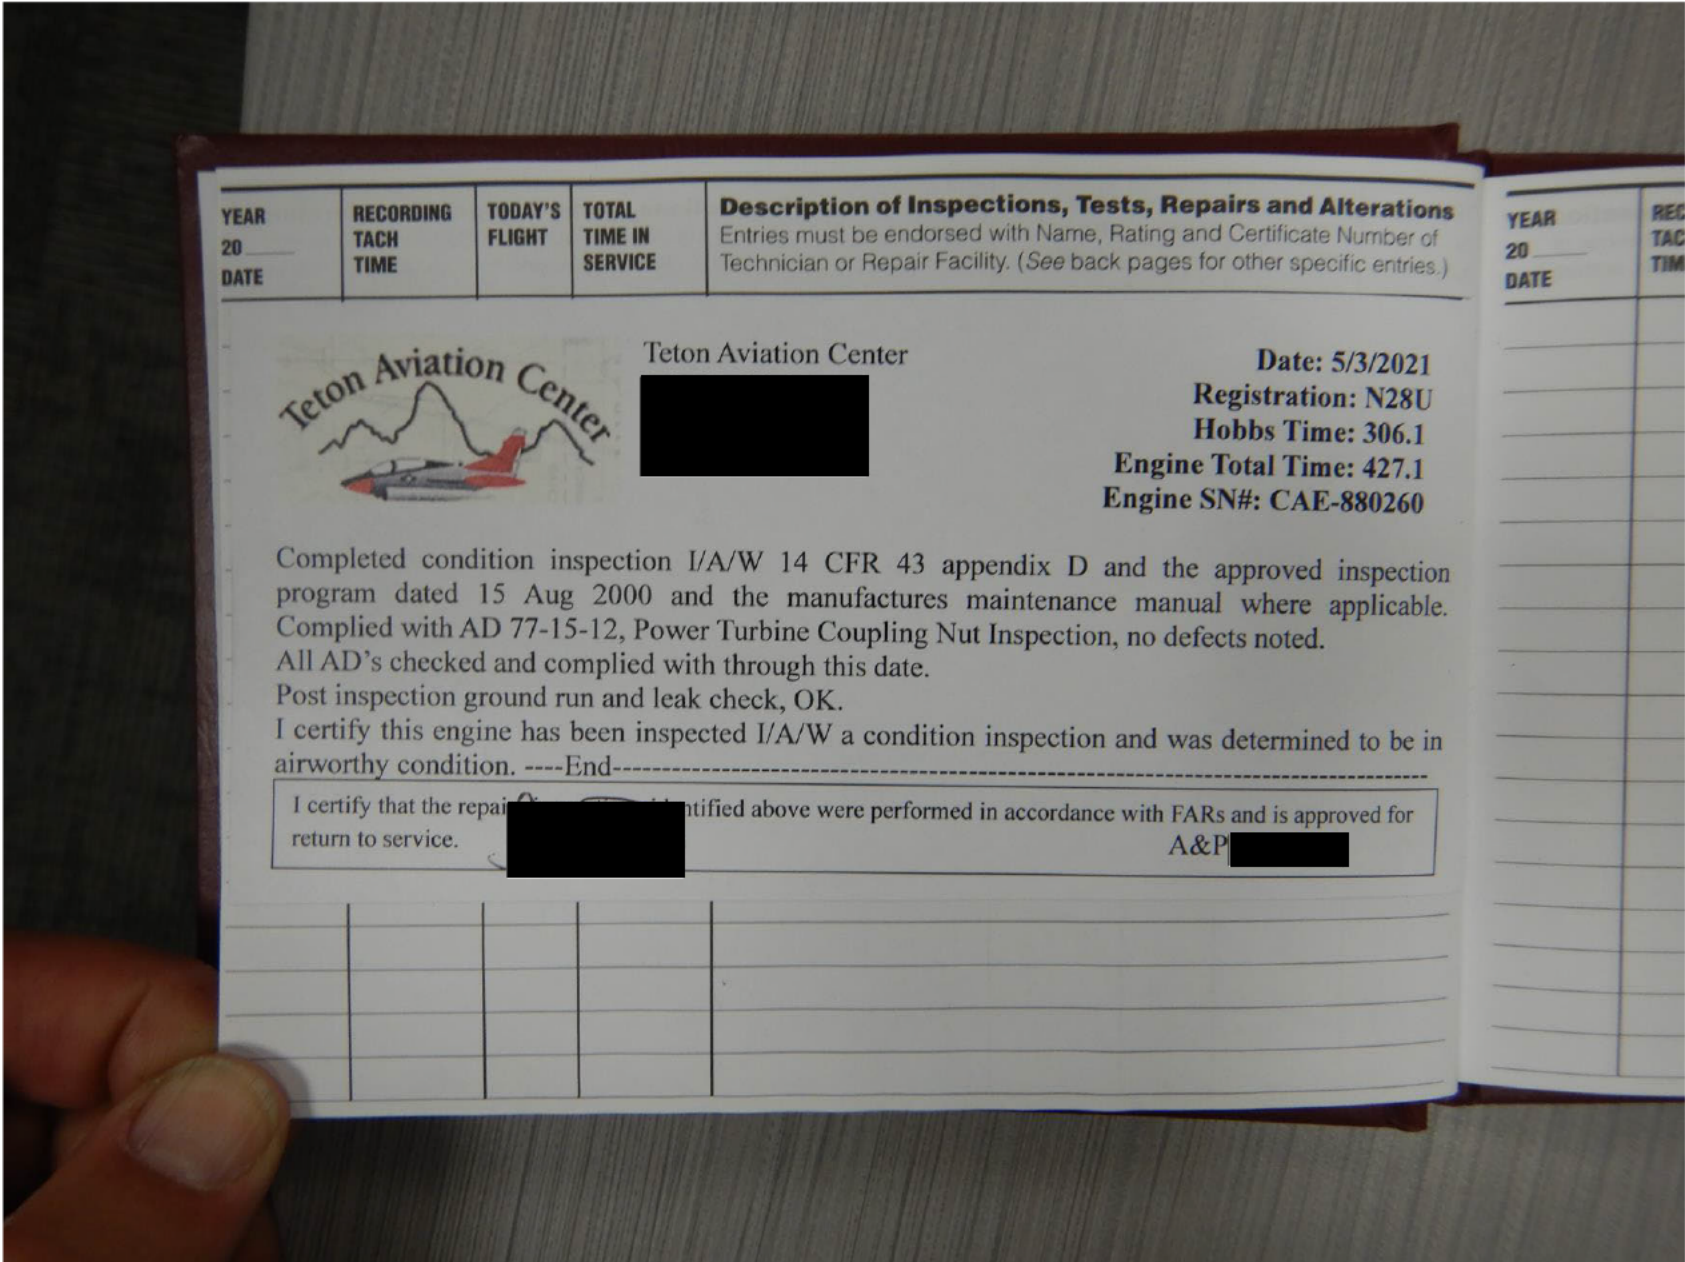 YEAR
20
DATE
RECORDING
TACH
TIME
TODAY'S
FLIGHT
TOTAL
TIME IN
SERVICE
Description of Inspections, Tests, Repairs and Alterations
Entries must be endorsed with Name, Rating and Certificate Number of
Technician or Repair Facility. (See back pages for other specific entries.)
Teton Aviation Center
Teton Aviation Center
Date: 5/3/2021
Registration: N28U
Hobbs Time: 306.1
Engine Total Time: 427.1
Engine SN#: CAE-880260
Completed condition inspection I/A/W 14 CFR 43 appendix D and the approved inspection
program dated 15 Aug 2000 and the manufactures maintenance manual where applicable.
Complied with AD 77-15-12, Power Turbine Coupling Nut Inspection, no defects noted.
All AD's checked and complied with through this date.
Post inspection ground run and leak check, OK.
I certify this engine has been inspected I/A/W a condition inspection and was determined to be in
airworthy condition. ----End----
I certify that the repai ntified above were performed in accordance with FARs and is approved for
return to service.
A&P
YEAR
20
DATE
REC
TAC
TIM